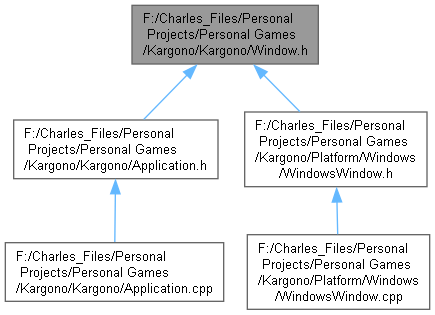 F:/Charles_Files/Personal
Projects/Personal Games
/Kargono/Kargono/Window.h
F:/Charles_Files/Personal
Projects/Personal Games
/Kargono/Kargono/Application.h
F:/Charles_Files/Personal
Projects/Personal Games
/Kargono/Platform/Windows
/WindowsWindow.h
F:/Charles_Files/Personal
Projects/Personal Games
/Kargono/Kargono/Application.cpp
F:/Charles_Files/Personal
Projects/Personal Games
/Kargono/Platform/Windows
/WindowsWindow.cpp